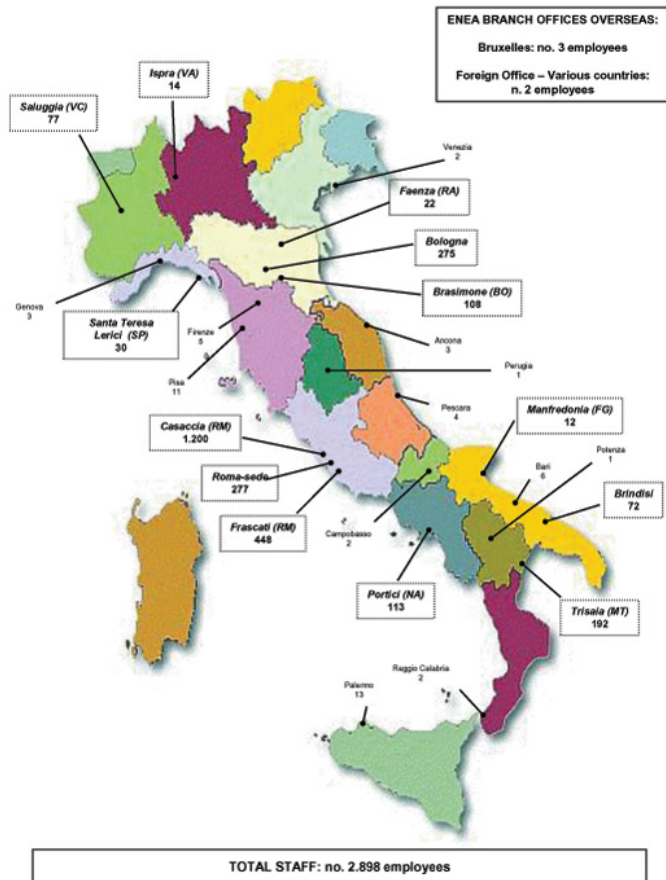 ENEA BRANCH OFFICES OVERSEAS:
Bruxelles: no. 3 employees
Foreign Office – Various countries:
n. 2 employees
Ispra (VA)
14
Saluggia (VC)
77
Venezia
2
Faenza (RA)
22
Bologna
275
Brasimone (BO)
108
Genova
3
Santa Teresa
Lerici (SP)
30
Firenze
5
Pisa
11
Ancona
3
Perugia
1
Pescara
4
Casaccia (RM)
1.200
Roma-sede
277
Frascati (RM)
448
Manfredonia (FG)
12
Potenza
1
Bari
6
Brindisi
72
Campobasso
2
Portici (NA)
113
Trisaia (MT)
192
Reggio Calabria
2
Palermo
13
TOTAL STAFF: no. 2.898 employees